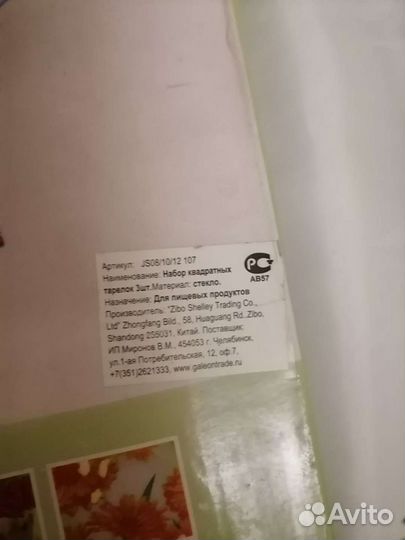 Артикул: JS08/10/12 107
Наименование: Набор квадратных
тарелок 3шт.Материал: стекло.
Назначение: Для пищевых продуктов
Производитель: "Zibo Shelley Trading Co.,
Ltd" Zhongfang Bild., 58, Huaguang Rd.,Zibo,
Shandong 255031, Китай. Поставщик:
ИП Миронов В.М., 454053 г. Челябинск,
ул.1-ая Потребительская, 12, оф.7,
+7(351)2621333, www.galeontrade.ru
РСТ
АВ57
Avito